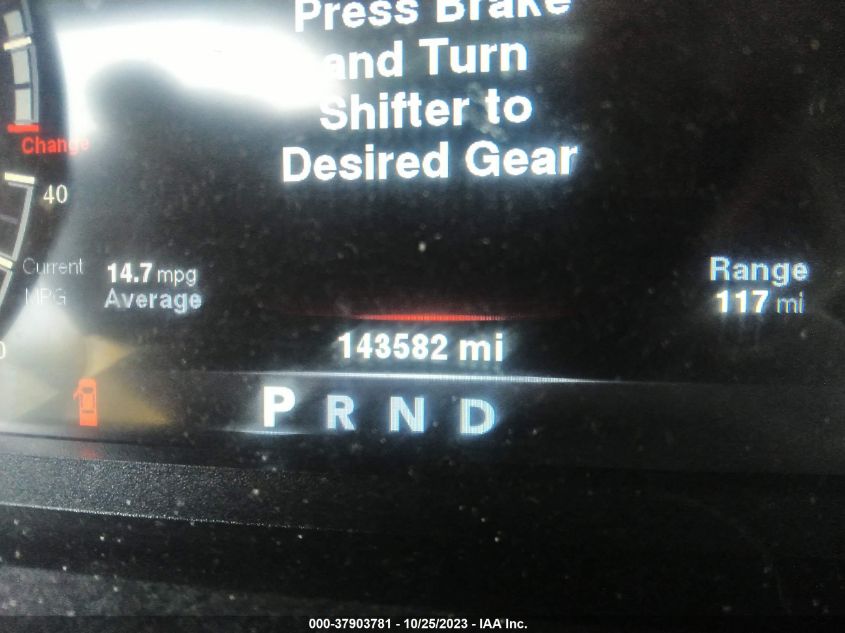 Press Brake
and Turn
Shifter to
Desired Gear
Change
40
Current
MPG
14.7 mpg
Average
Range
117 mi
0
143582 mi
P R N D
000-37903781 - 10/25/2023 - IAA Inc.